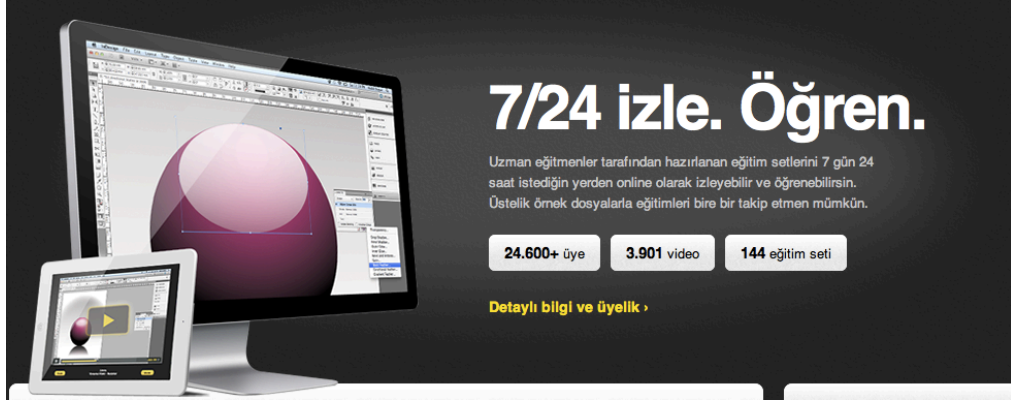 7/24 izle. Öğren.
Uzman eğitmenler tarafından hazırlanan eğitim setlerini 7 gün 24
saat istediğin yerden online olarak izleyebilir ve öğrenebilirsin.
Üstelik örnek dosyalarla eğitimleri bire bir takip etmen mümkün.
24.600+ üye
3.901 video
144 eğitim seti
Detaylı bilgi ve üyelik ›